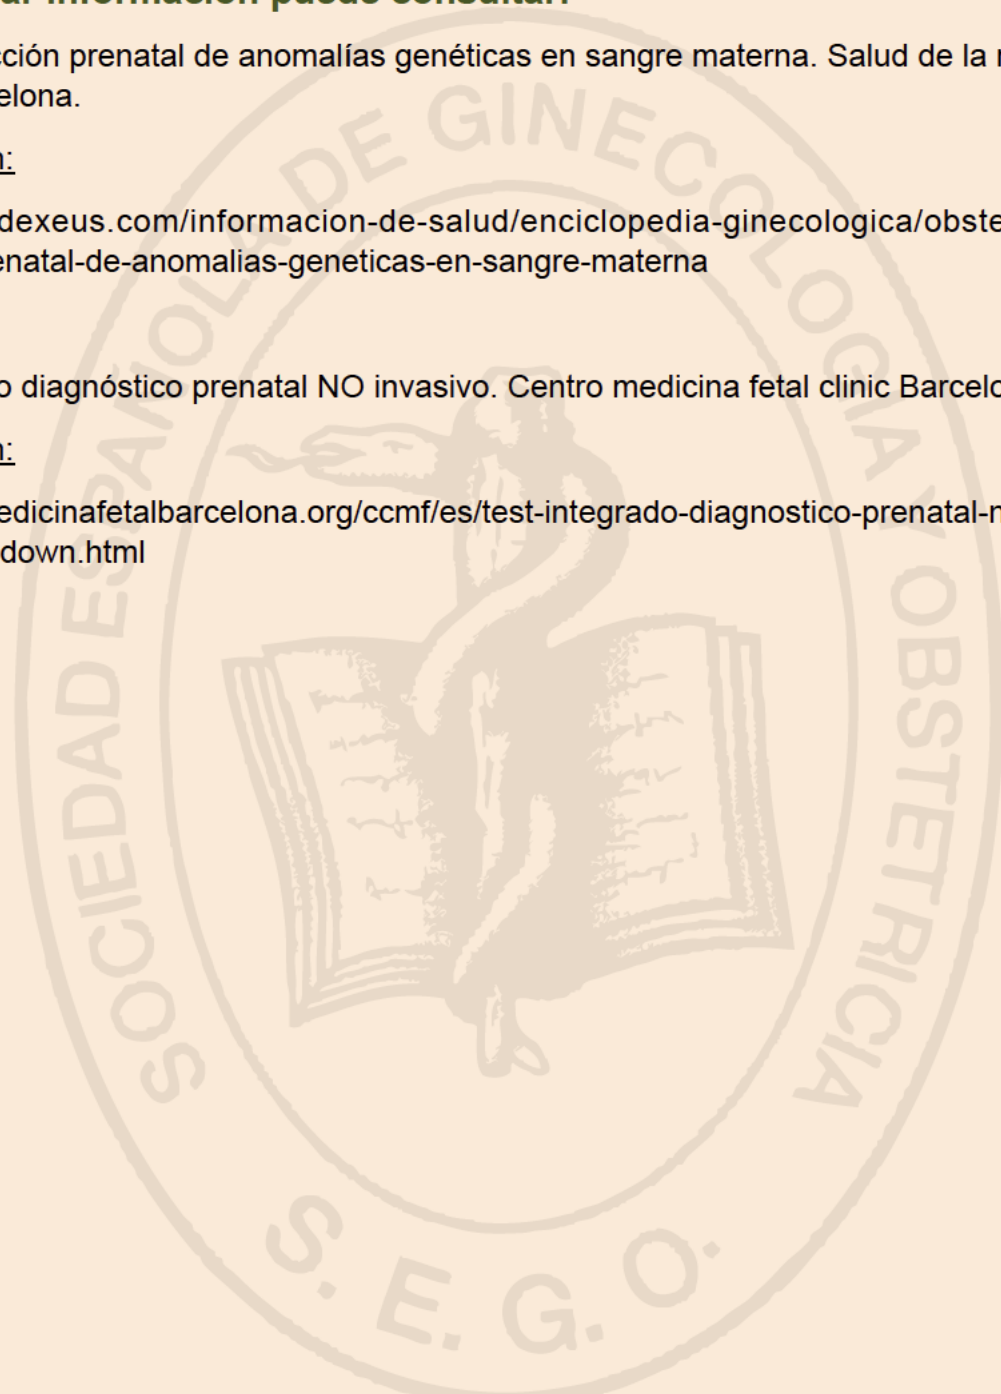 ar información puede consultar:
cción prenatal de anomalías genéticas en sangre materna. Salud de la
elona.
n:
dexeus.com/informacion-de-salud/enciclopedia-ginecologica/obste
enatal-de-anomalias-geneticas-en-sangre-materna
o diagnóstico prenatal NO invasivo. Centro medicina fetal clinic Barcelo
n:
edicinafetalbarcelona.org/ccmf/es/test-integrado-diagnostico-prenatal-n
down.html
SOCIEDAD ESPAÑOLA DE GINECOLOGIA Y OBSTETRICIA
S. E. G. O.